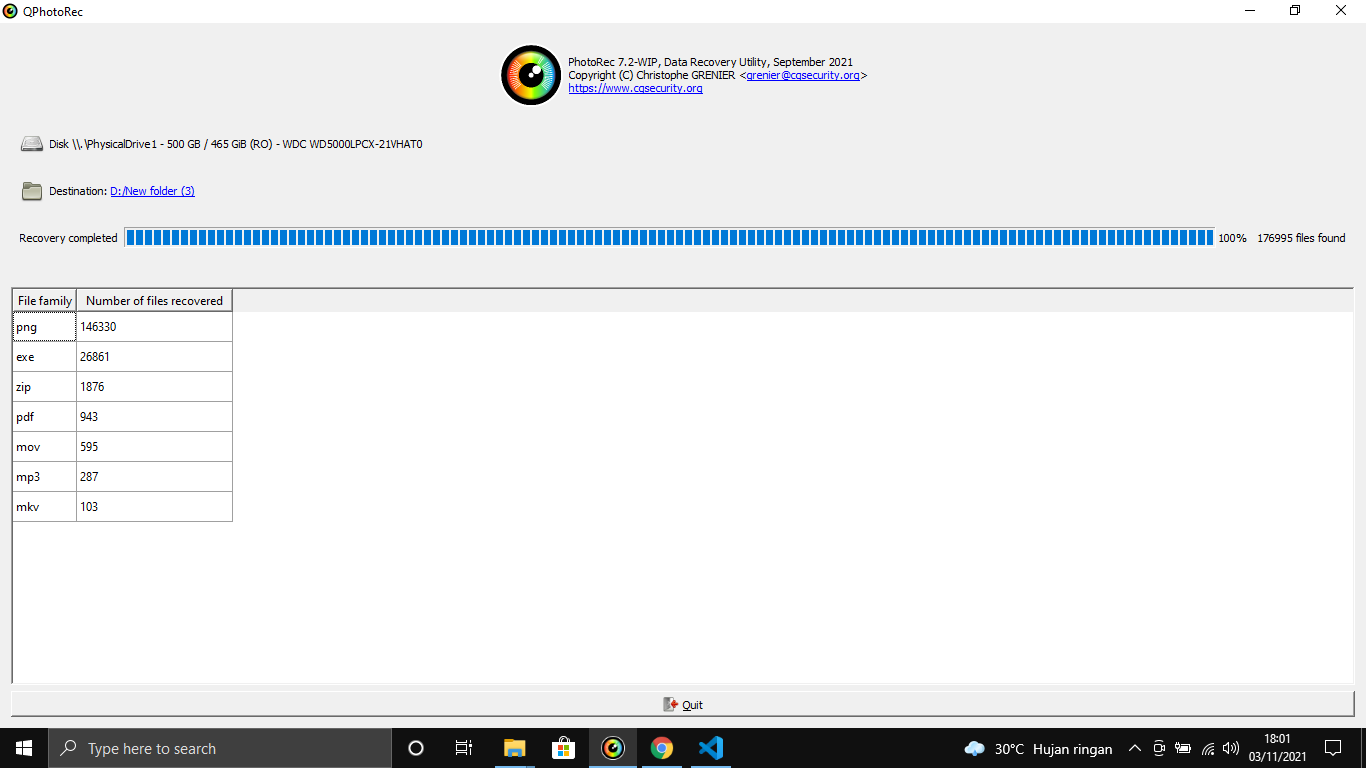 QPhotoRec
PhotoRec 7.2-WIP, Data Recovery Utility, September 2021
Copyright (C) Christophe GRENIER <grenier@cgsecurity.org>
https://www.cgsecurity.org
Disk \\.\PhysicalDrive1 - 500 GB / 465 GiB (RO) - WDC WD5000LPCX-21VHAT0
Destination: D:/New folder (3)
Recovery completed 100% 176995 files found
File family Number of files recovered
png 146330
exe 26861
zip 1876
pdf 943
mov 595
mp3 287
mkv 103
Quit
Type here to search
30°C Hujan ringan
18:01
03/11/2021